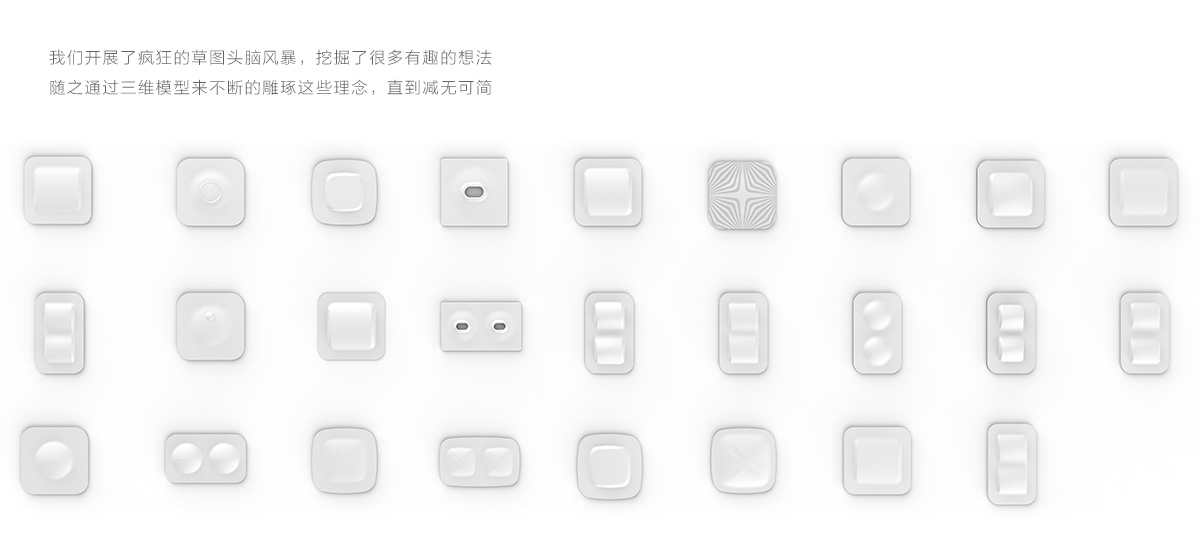 我们开展了疯狂的草图头脑风暴，挖掘了很多有趣的想法
随之通过三维模型来不断的雕琢这些理念，直到减无可简